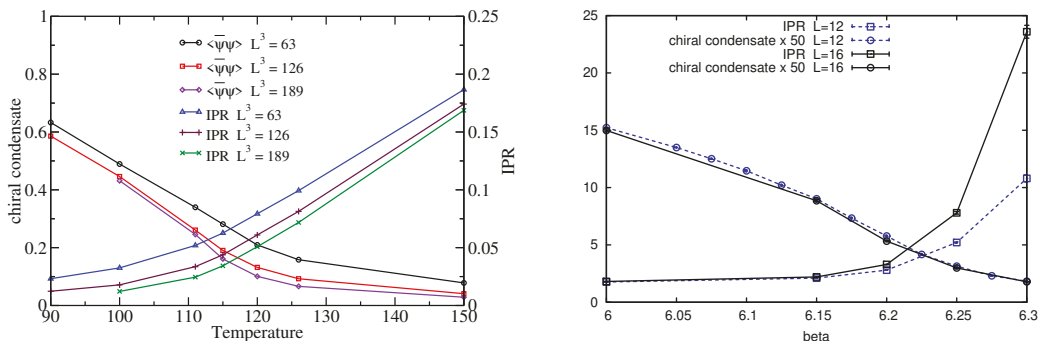 1
0.8
0.6
0.4
0.2
0
chiral condensate
<ψ̅ψ> L³ = 63
<ψ̅ψ> L³ = 126
<ψ̅ψ> L³ = 189
IPR L³ = 63
IPR L³ = 126
IPR L³ = 189
0.25
0.2
0.15
0.1
0.05
0
IPR
90 100 110 120 130 140 150
Temperature
25
20
15
10
5
0
IPR L=12
chiral condensate x 50 L=12
IPR L=16
chiral condensate x 50 L=16
6 6.05 6.1 6.15 6.2 6.25 6.3
beta